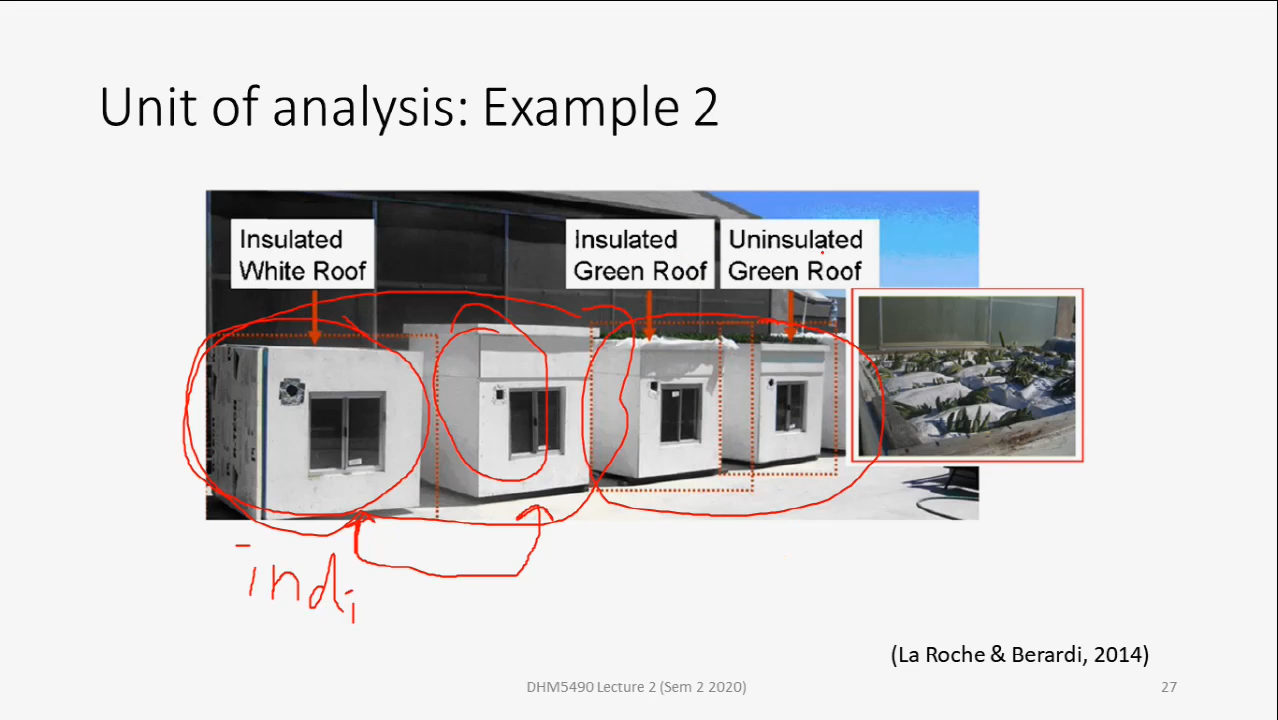 Unit of analysis: Example 2
Insulated
White Roof
Insulated
Green Roof
Uninsulated
Green Roof
indi
(La Roche & Berardi, 2014)
DHM5490 Lecture 2 (Sem 2 2020)
27